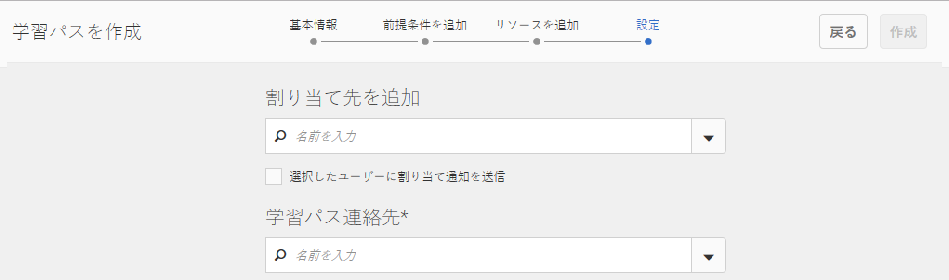 学習パスを作成
基本情報 前提条件を追加 リソースを追加 設定
戻る 作成
割り当て先を追加
名前を入力
選択したユーザーに割り当て通知を送信
学習パス連絡先*
名前を入力